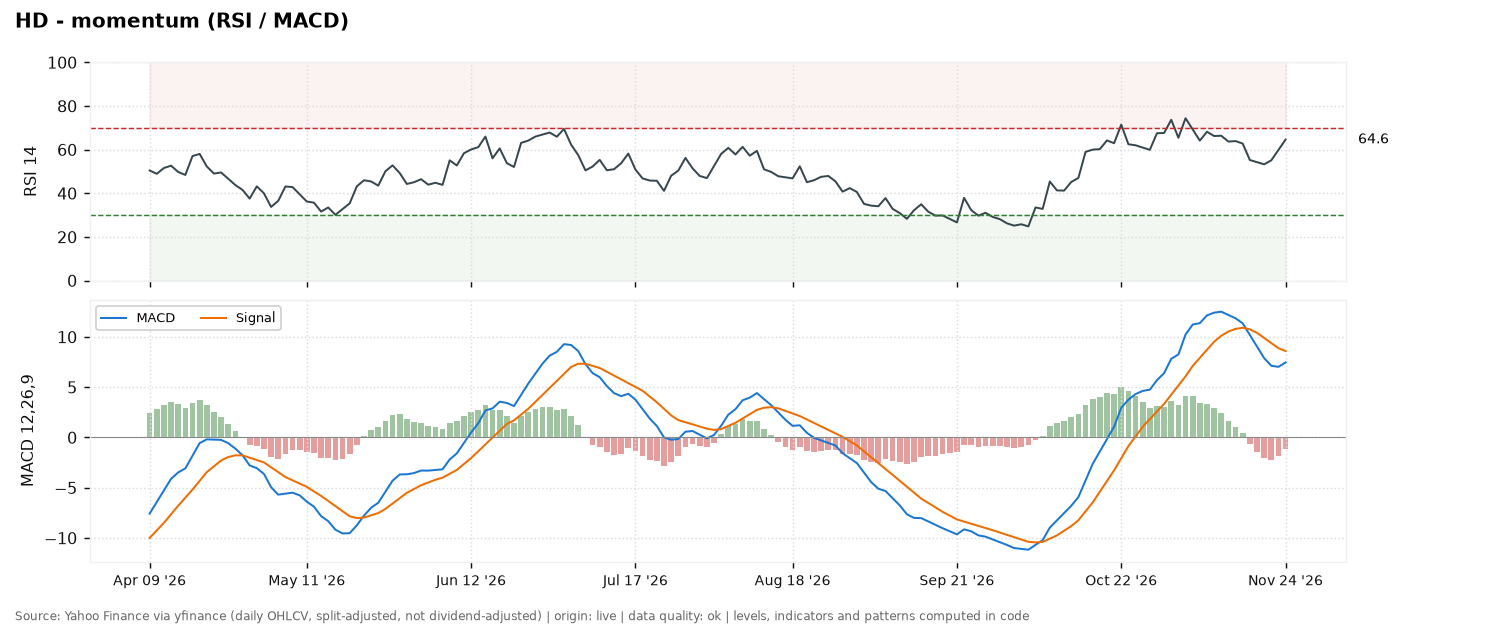 HD - momentum (RSI / MACD)
100
80
60
40
20
0
RSI 14
64.6
MACD
Signal
10
5
0
−5
−10
MACD 12,26,9
Apr 09 '26
May 11 '26
Jun 12 '26
Jul 17 '26
Aug 18 '26
Sep 21 '26
Oct 22 '26
Nov 24 '26
Source: Yahoo Finance via yfinance (daily OHLCV, split-adjusted, not dividend-adjusted) | origin: live | data quality: ok | levels, indicators and patterns computed in code